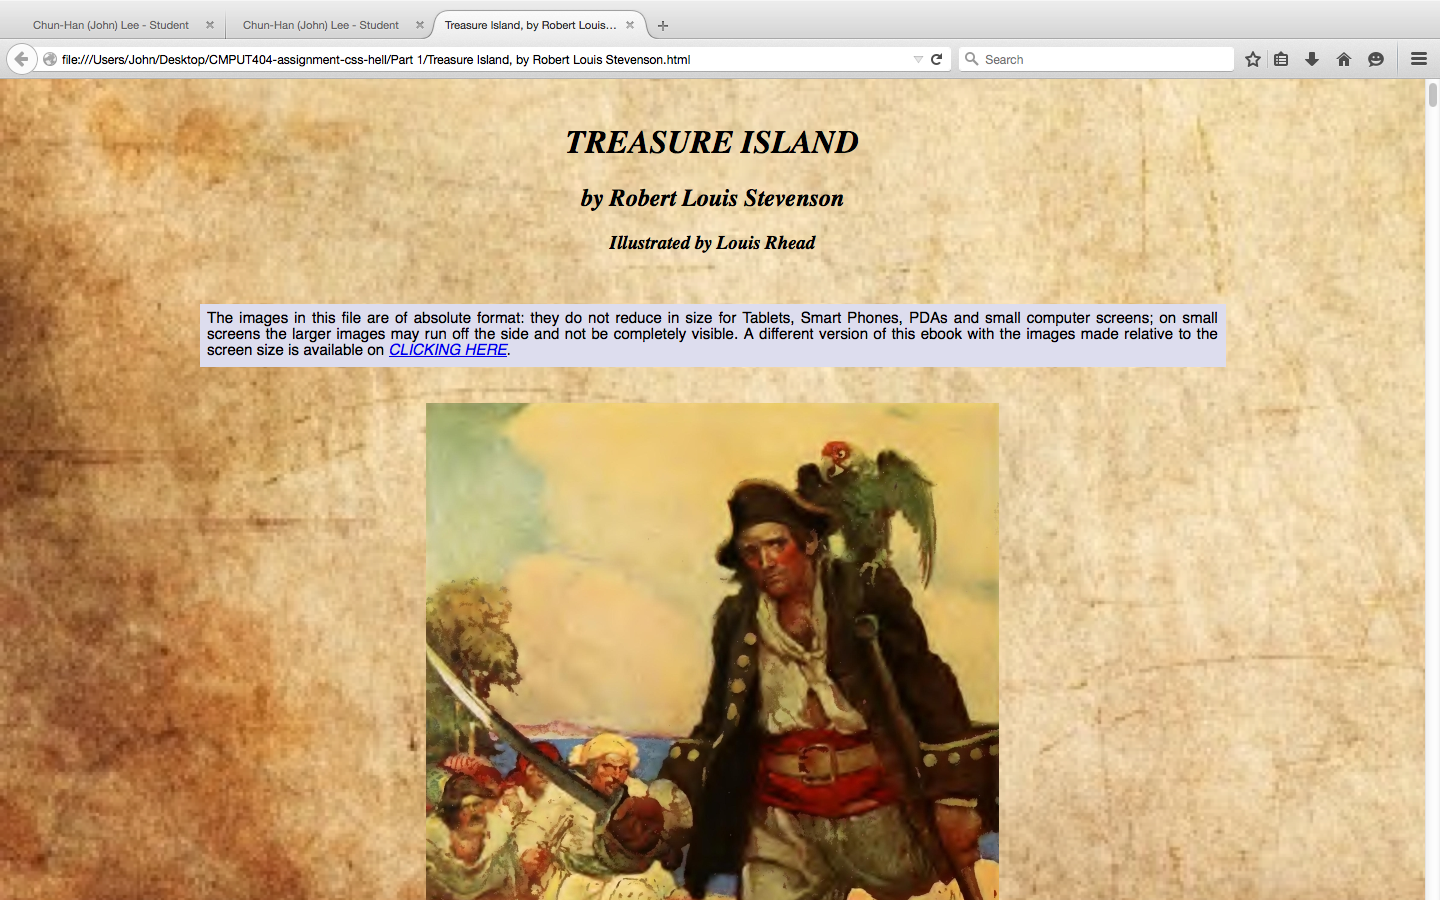 Chun-Han (John) Lee - Student
Chun-Han (John) Lee - Student
Treasure Island, by Robert Louis...
file:///Users/John/Desktop/CMPUT404-assignment-css-hell/Part 1/Treasure Island, by Robert Louis Stevenson.html
Search
TREASURE ISLAND
by Robert Louis Stevenson
Illustrated by Louis Rhead
The images in this file are of absolute format: they do not reduce in size for Tablets, Smart Phones, PDAs and small computer screens; on small
screens the larger images may run off the side and not be completely visible. A different version of this ebook with the images made relative to the
screen size is available on CLICKING HERE.